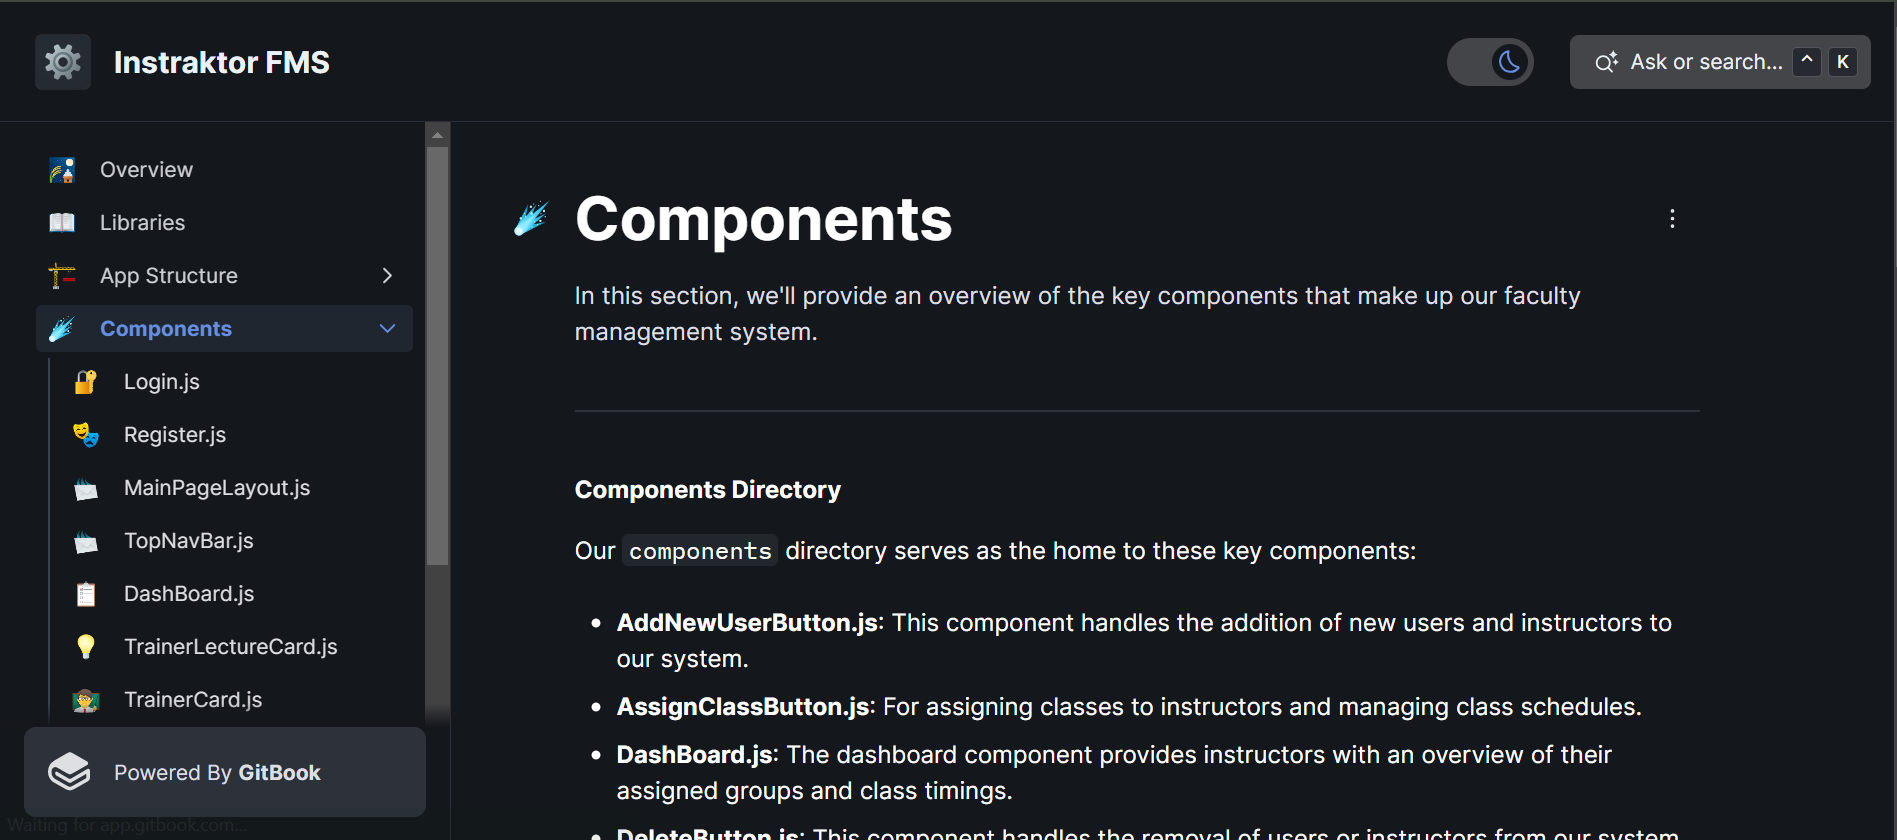 Instraktor FMS
Ask or search... ^ K
Overview
Libraries
App Structure
Components
Login.js
Register.js
MainPageLayout.js
TopNavBar.js
DashBoard.js
TrainerLectureCard.js
TrainerCard.js
Powered By GitBook
Waiting for app.gitbook.com...
Components
In this section, we'll provide an overview of the key components that make up our faculty
management system.
Components Directory
Our components directory serves as the home to these key components:
• AddNewUserButton.js: This component handles the addition of new users and instructors to
our system.
• AssignClassButton.js: For assigning classes to instructors and managing class schedules.
• DashBoard.js: The dashboard component provides instructors with an overview of their
assigned groups and class timings.
• DeleteButton.js: This component handles the removal of users or instructors from our system